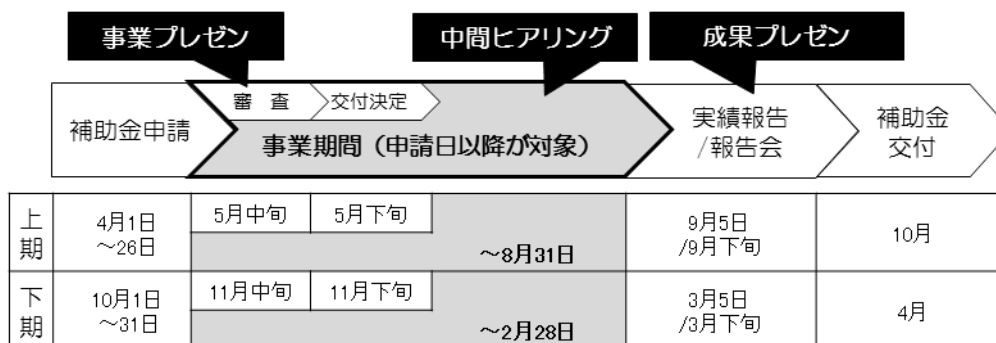 事業プレゼン 中間ヒアリング 成果プレゼン
補助金申請
審 査 交付決定
事業期間（申請日以降が対象）
実績報告
/報告会
補助金
交付
上
期
4月1日
～26日
5月中旬 5月下旬
～8月31日
9月5日
/9月下旬
10月
下
期
10月1日
～31日
11月中旬 11月下旬
～2月28日
3月5日
/3月下旬
4月